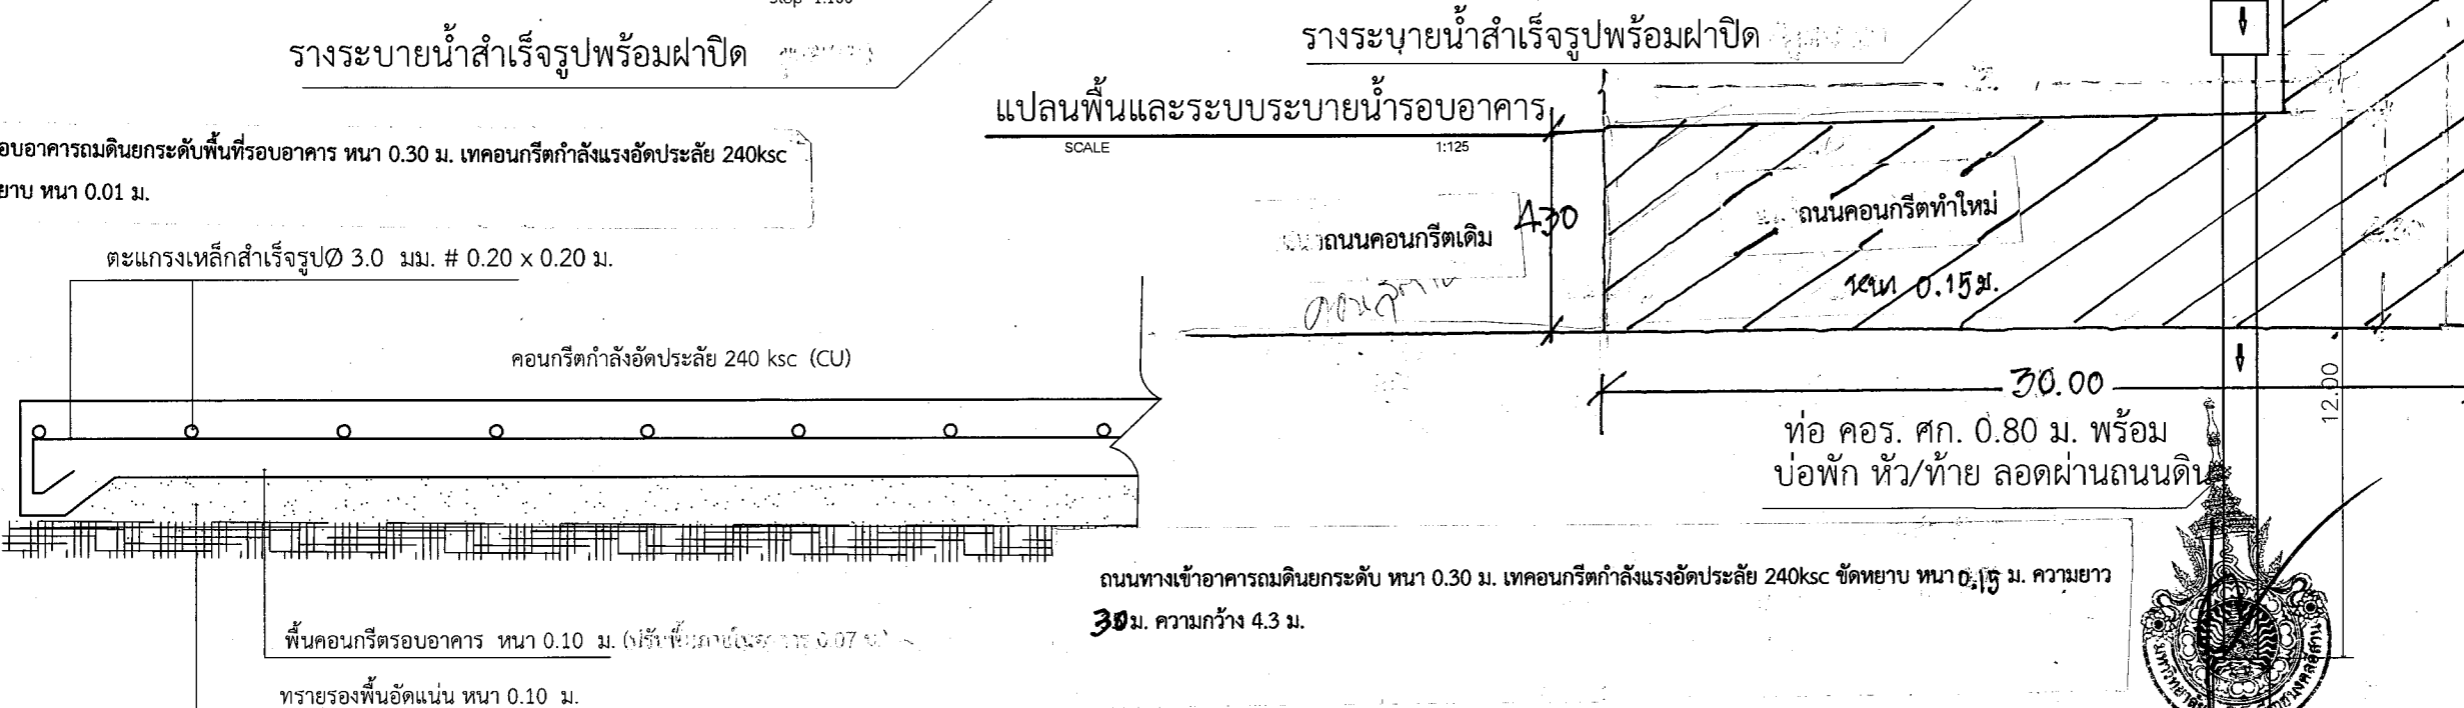 รางระบายน้ำสำเร็จรูปพร้อมฝาปิด
รางระบายน้ำสำเร็จรูปพร้อมฝาปิด
แปลนพื้นและระบบระบายน้ำรอบอาคาร
SCALE 1:125
อบอาคารถมดินยกระดับพื้นที่รอบอาคาร หนา 0.30 ม. เทคอนกรีตกำลังแรงอัดประลัย 240ksc
ยาบ หนา 0.01 ม.
ตะแกรงเหล็กสำเร็จรูปØ 3.0 มม. # 0.20 x 0.20 ม.
คอนกรีตกำลังอัดประลัย 240 ksc (CU)
พื้นคอนกรีตรอบอาคาร หนา 0.10 ม.
ทรายรองพื้นอัดแน่น หนา 0.10 ม.
ถนนคอนกรีตเดิม
430
ถนนคอนกรีตทำใหม่
หนา 0.15 ม.
30.00
12.00
ท่อ คอร. ศก. 0.80 ม. พร้อม
บ่อพัก หัว/ท้าย ลอดผ่านถนนดิน
ถนนทางเข้าอาคารถมดินยกระดับ หนา 0.30 ม. เทคอนกรีตกำลังแรงอัดประลัย 240ksc ขัดหยาบ หนา 0.15 ม. ความยาว
30 ม. ความกว้าง 4.3 ม.